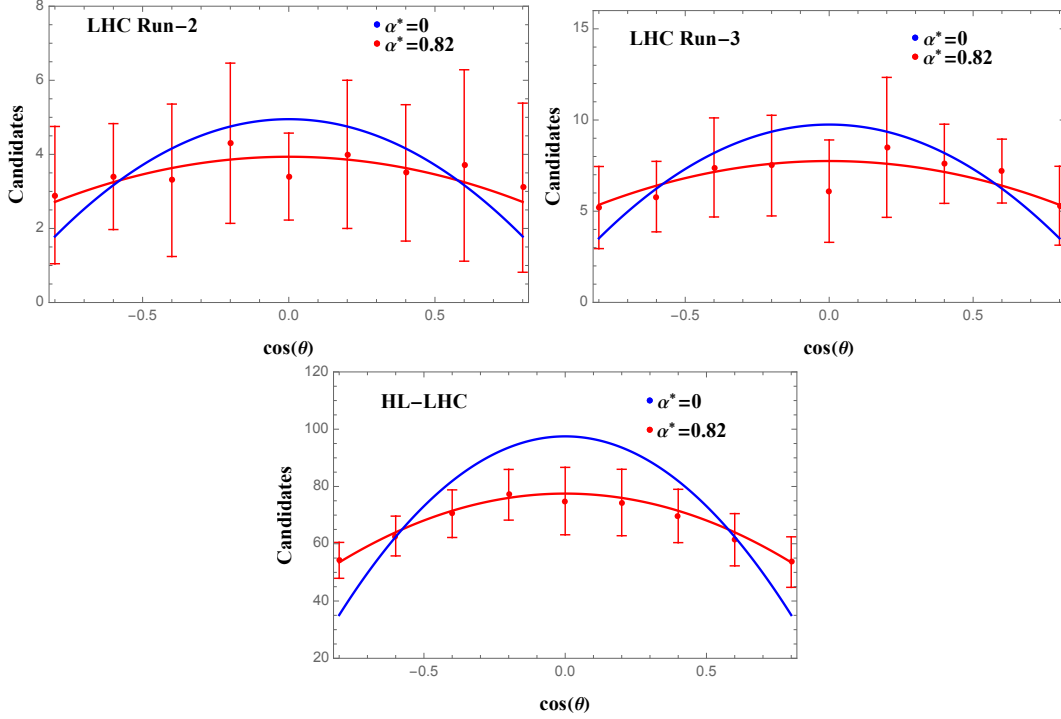 LHC Run−2
α*=0
α*=0.82
Candidates
8
6
4
2
0
−0.5
0.0
0.5
cos(θ)
LHC Run−3
α*=0
α*=0.82
Candidates
15
10
5
0
−0.5
0.0
0.5
cos(θ)
HL−LHC
α*=0
α*=0.82
Candidates
120
100
80
60
40
20
−0.5
0.0
0.5
cos(θ)